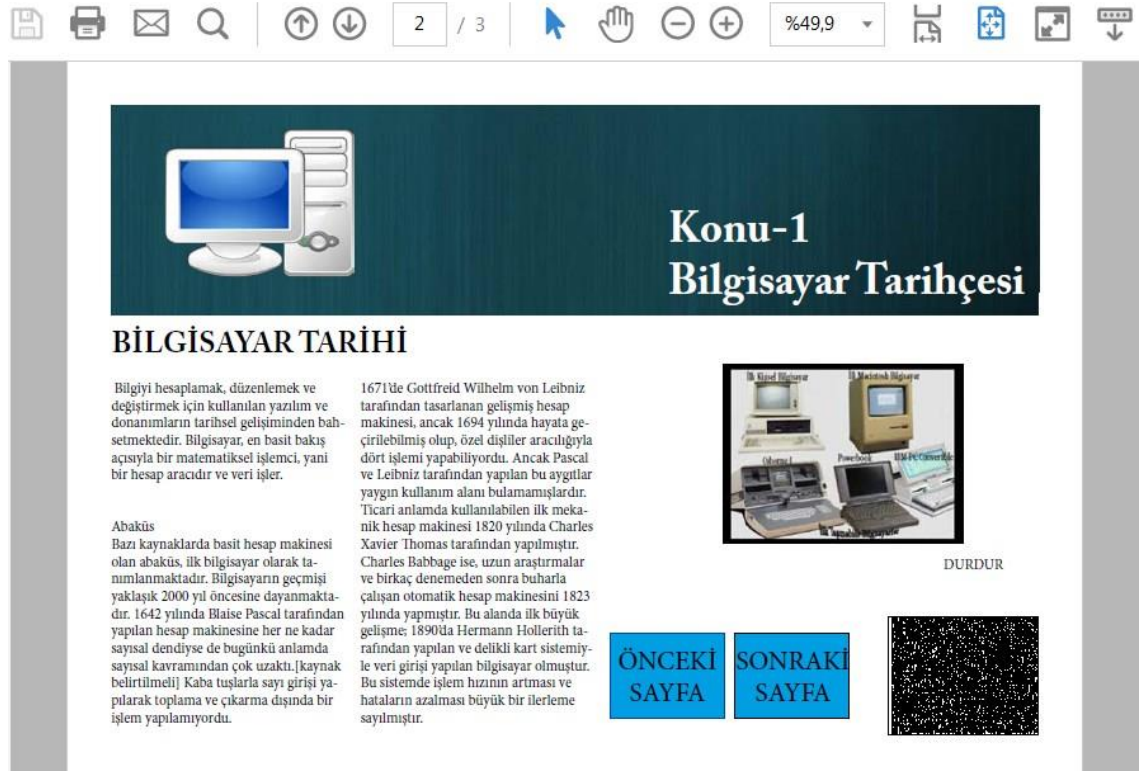 2 / 3
%49,9
Konu-1
Bilgisayar Tarihçesi
BİLGİSAYAR TARİHİ
Bilgiyi hesaplamak, düzenlemek ve
değiştirmek için kullanılan yazılım ve
donanımların tarihsel gelişiminden bah-
setmektedir. Bilgisayar, en basit bakış
açısıyla bir matematiksel işlemci, yani
bir hesap aracıdır ve veri işler.
Abaküs
Bazı kaynaklarda basit hesap makinesi
olan abaküs, ilk bilgisayar olarak ta-
nımlanmaktadır. Bilgisayarın geçmişi
yaklaşık 2000 yıl öncesine dayanmakta-
dır. 1642 yılında Blaise Pascal tarafından
yapılan hesap makinesine her ne kadar
sayısal dendiyse de bugünkü anlamda
sayısal kavramından çok uzaktı.[kaynak
belirtilmeli] Kaba tuşlarla sayı girişi ya-
pılarak toplama ve çıkarma dışında bir
işlem yapılamıyordu.
1671'de Gottfreid Wilhelm von Leibniz
tarafından tasarlanan gelişmiş hesap
makinesi, ancak 1694 yılında hayata ge-
çirilebilmiş olup, özel dişliler aracılığıyla
dört işlemi yapabiliyordu. Ancak Pascal
ve Leibniz tarafından yapılan bu aygıtlar
yaygın kullanım alanı bulamamışlardır.
Ticari anlamda kullanılabilen ilk meka-
nik hesap makinesi 1820 yılında Charles
Xavier Thomas tarafından yapılmıştır.
Charles Babbage ise, uzun araştırmalar
ve birkaç denemeden sonra buharla
çalışan otomatik hesap makinesini 1823
yılında yapmıştır. Bu alanda ilk büyük
gelişme; 1890'da Hermann Hollerith ta-
rafından yapılan ve delikli kart sistemiy-
le veri girişi yapılan bilgisayar olmuştur.
Bu sistemde işlem hızının artması ve
hataların azalması büyük bir ilerleme
sayılmıştır.
İlk Kişisel Bilgisayar
İlk Macintosh Bilgisayar
Osborne I
Powerbook
IBM Pc Convertible
DURDUR
ÖNCEKİ
SAYFA
SONRAKİ
SAYFA